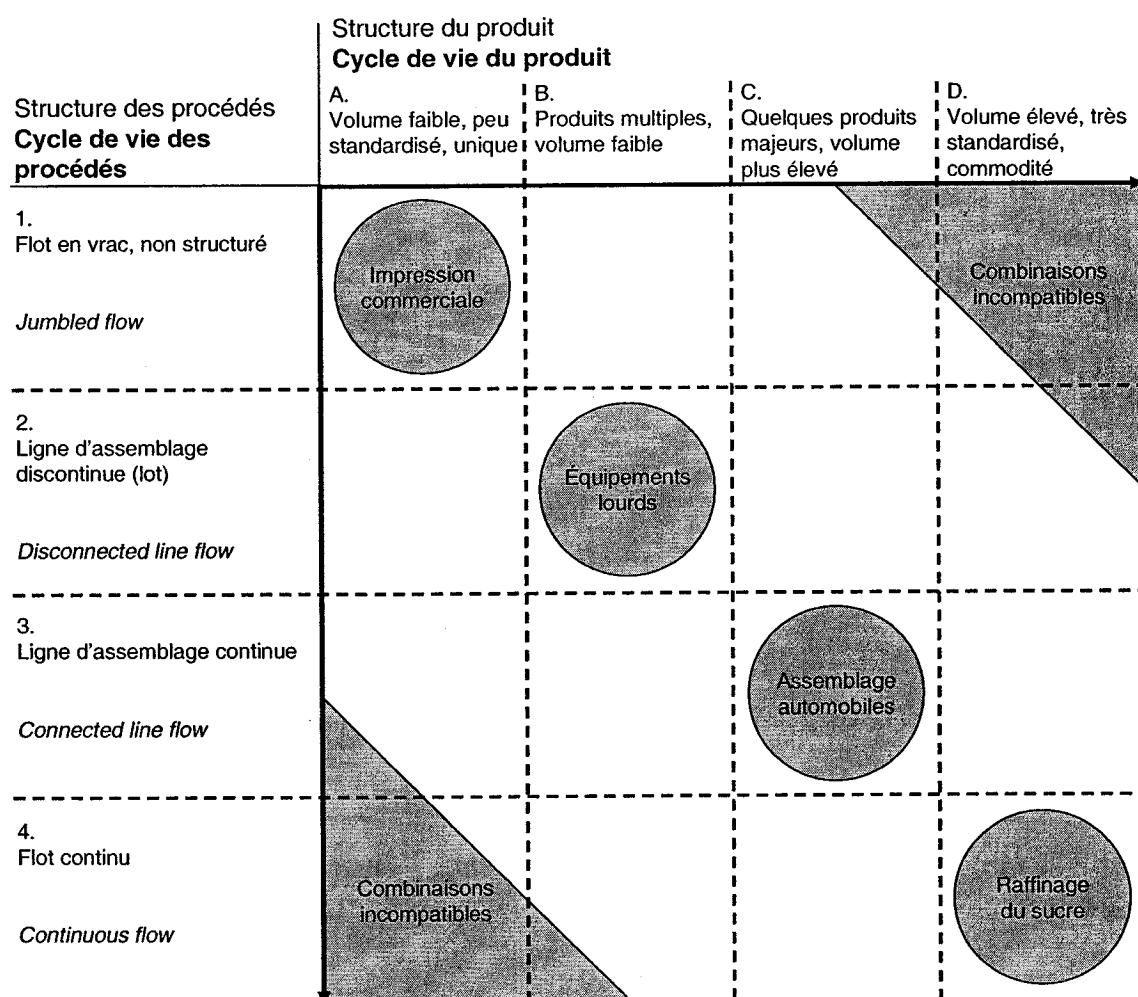 Structure du produit
Cycle de vie du produit
Structure des procédés
Cycle de vie des
procédés
A.
Volume faible, peu
standardisé, unique
B.
Produits multiples,
volume faible
C.
Quelques produits
majeurs, volume
plus élevé
D.
Volume élevé, très
standardisé,
commodité
1.
Flot en vrac, non structuré
Jumbled flow
Impression
commerciale
Combinaisons
incompatibles
2.
Ligne d'assemblage
discontinue (lot)
Disconnected line flow
Équipements
lourds
3.
Ligne d'assemblage continue
Connected line flow
Assemblage
automobiles
4.
Flot continu
Continuous flow
Combinaisons
incompatibles
Raffinage
du sucre